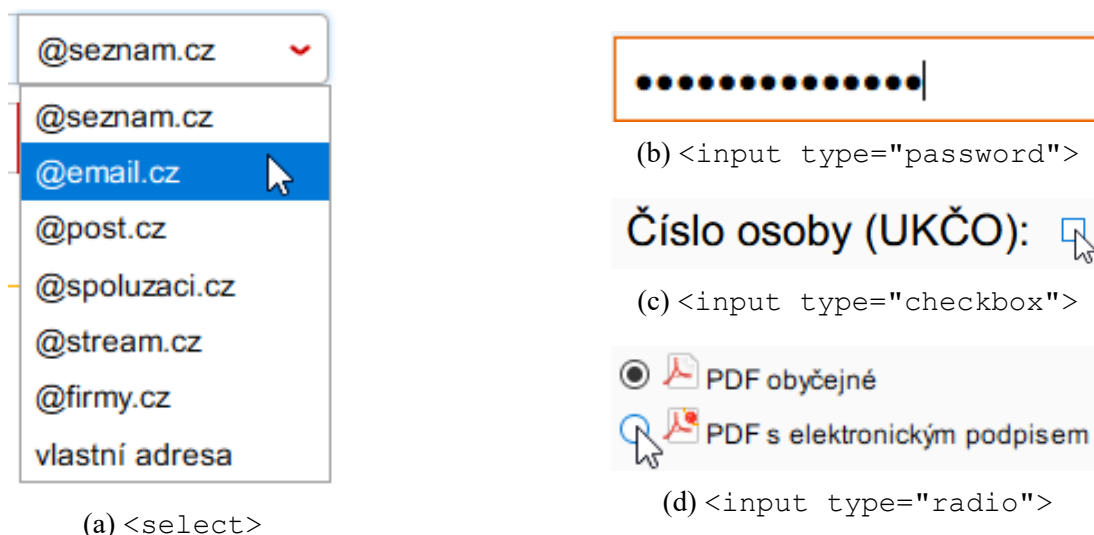 @seznam.cz
@seznam.cz
@email.cz
@post.cz
@spoluzaci.cz
@stream.cz
@firmy.cz
vlastní adresa
(a) <select>
••••••••••••••
(b) <input type="password">
Číslo osoby (UKČO):
(c) <input type="checkbox">
PDF obyčejné
PDF s elektronickým podpisem
(d) <input type="radio">